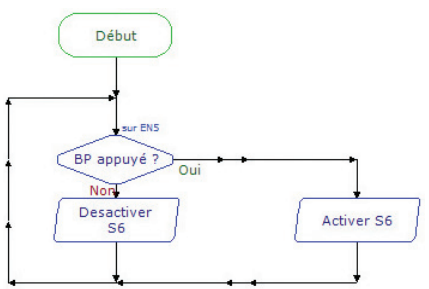 Début
sur EN5
BP appuyé ?
Oui
Non
Desactiver
S6
Activer S6